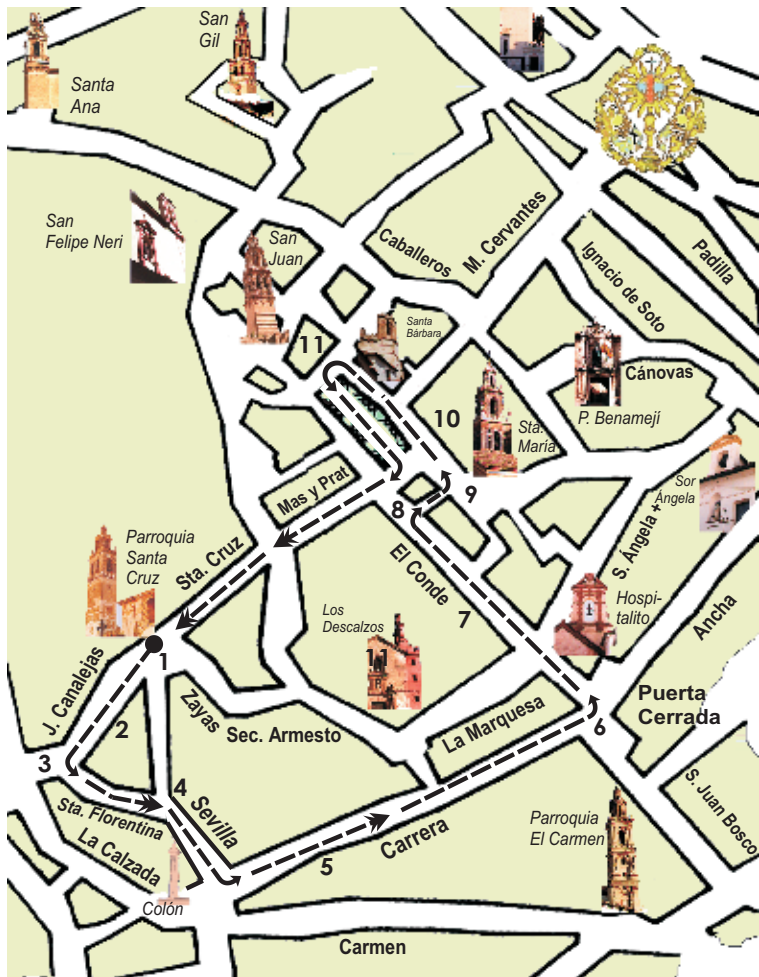 San
Gil
Santa
Ana
San
Felipe Neri
San
Juan
Caballeros
M. Cervantes
Padilla
Ignacio de Soto
Santa
Bárbara
11
Cánovas
P. Benamejí
10
Sta.
María
9
Sor
Ángela
Mas y Prat
8
S. Ángela +
Parroquia
Santa
Cruz
Sta. Cruz
El Conde
7
Hospi-
talito
Ancha
Los
Descalzos
11
1
J. Canalejas
2
Zayas
Sec. Armesto
La Marquesa
Puerta
Cerrada
6
3
4
Sevilla
Sta. Florentina
La Calzada
S. Juan Bosco
Parroquia
El Carmen
Carrera
5
Colón
Carmen